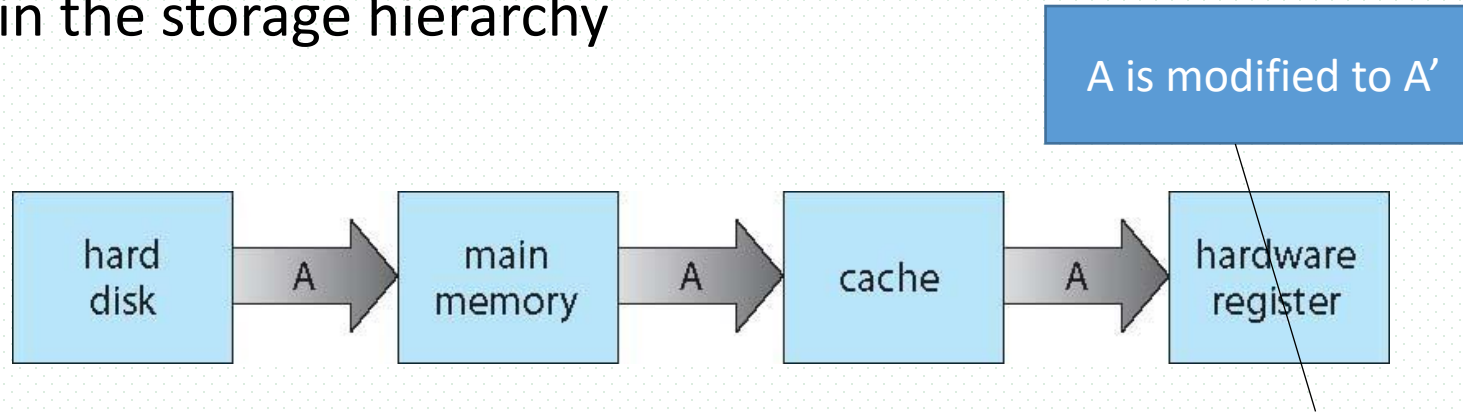 in the storage hierarchy
A is modified to A’
hard
disk
A
main
memory
A
cache
A
hardware
register